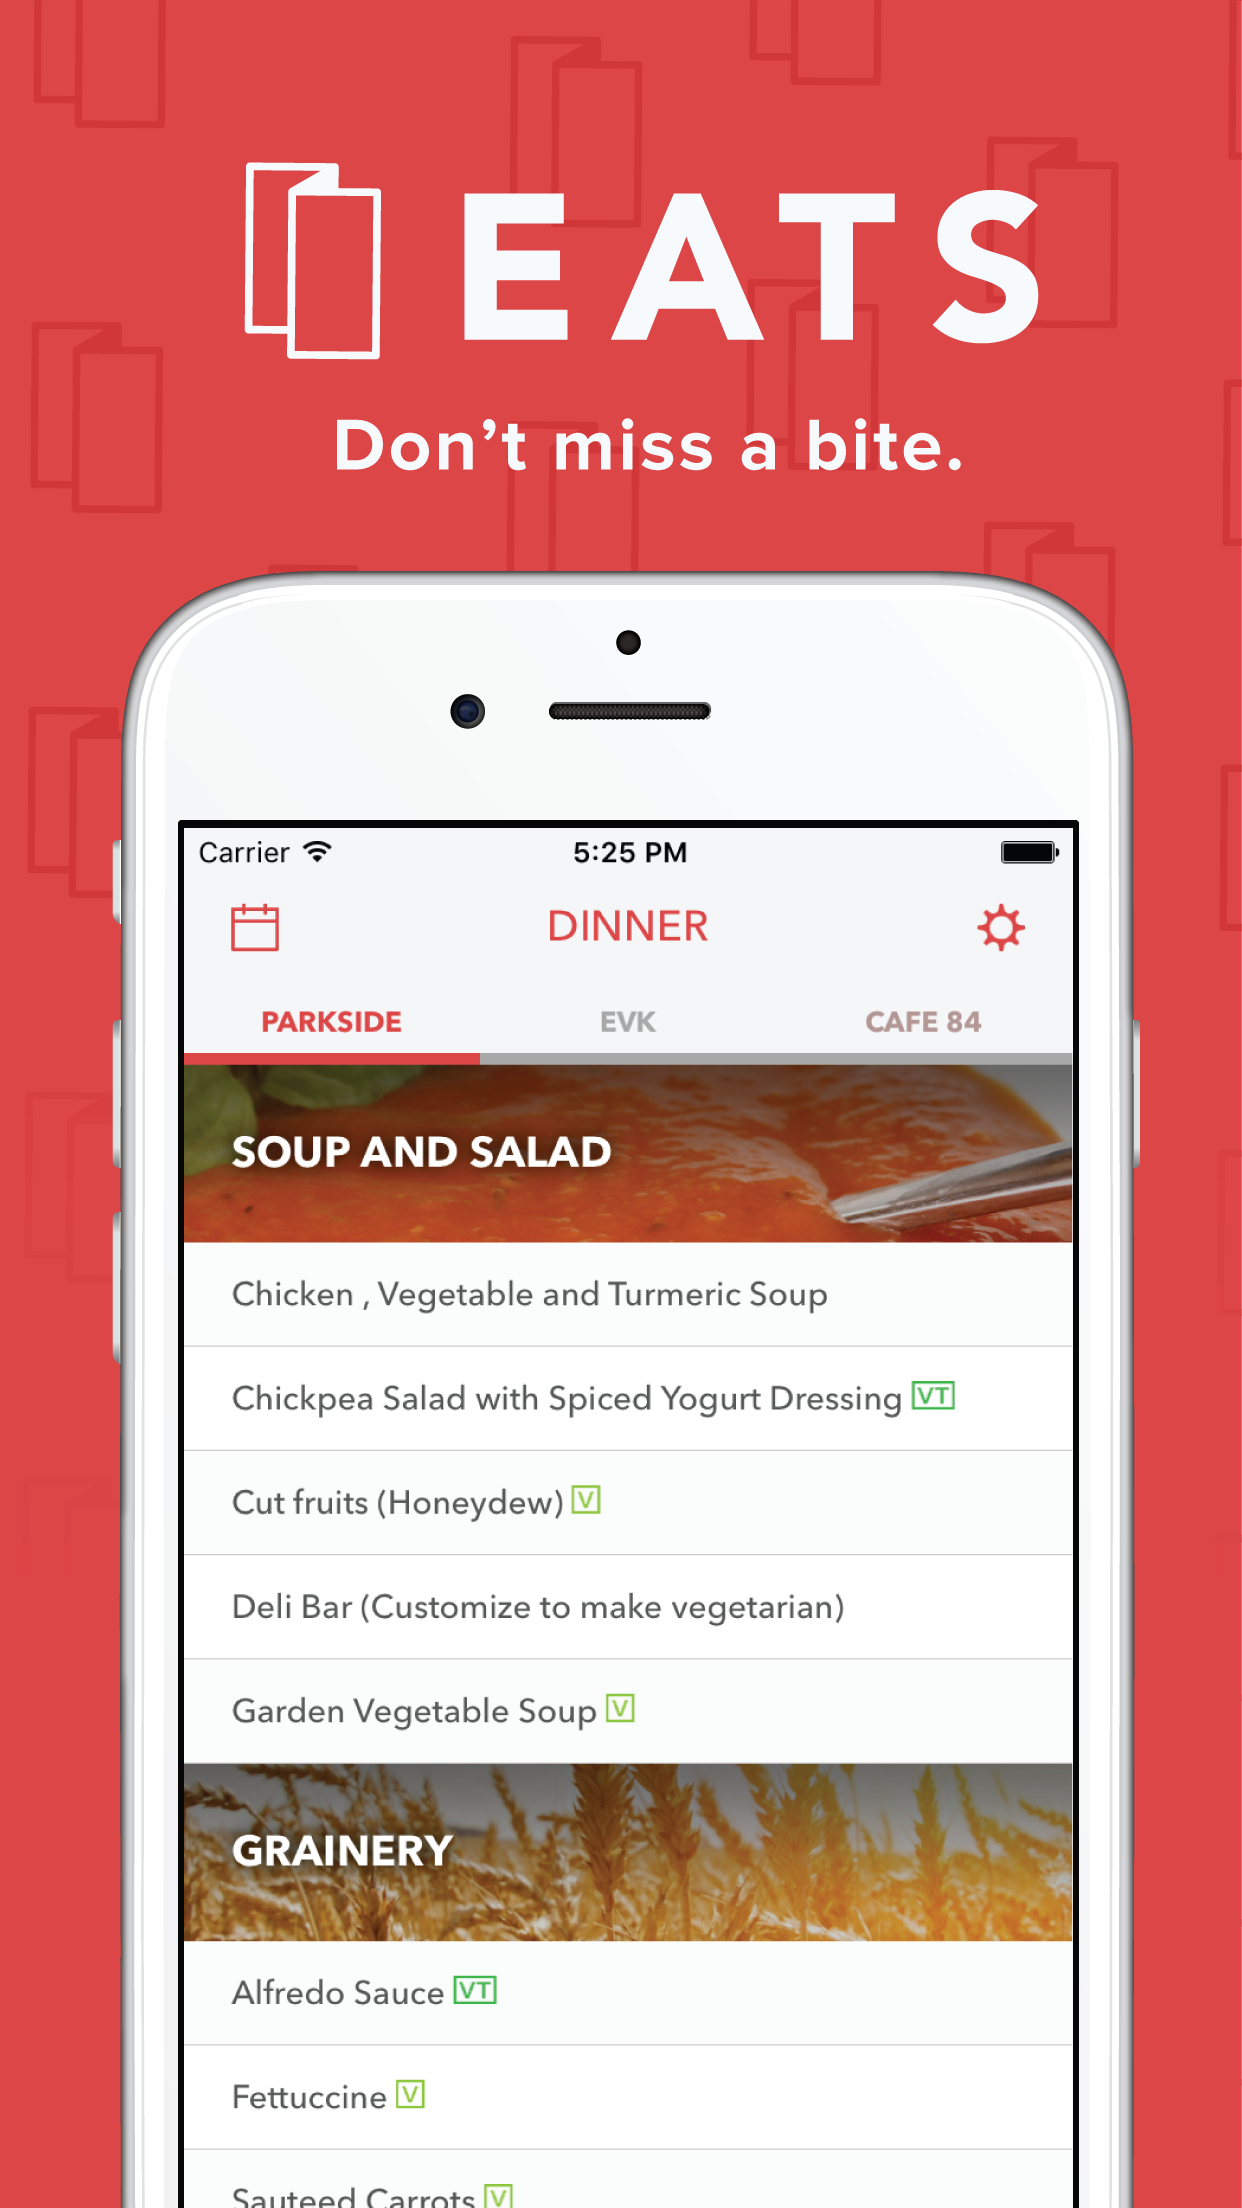 EATS
Don't miss a bite.
Carrier 5:25 PM
DINNER
PARKSIDE EVK CAFE 84
SOUP AND SALAD
Chicken , Vegetable and Turmeric Soup
Chickpea Salad with Spiced Yogurt Dressing VT
Cut fruits (Honeydew) V
Deli Bar (Customize to make vegetarian)
Garden Vegetable Soup V
GRAINERY
Alfredo Sauce VT
Fettuccine V
Sauteed Carrots V